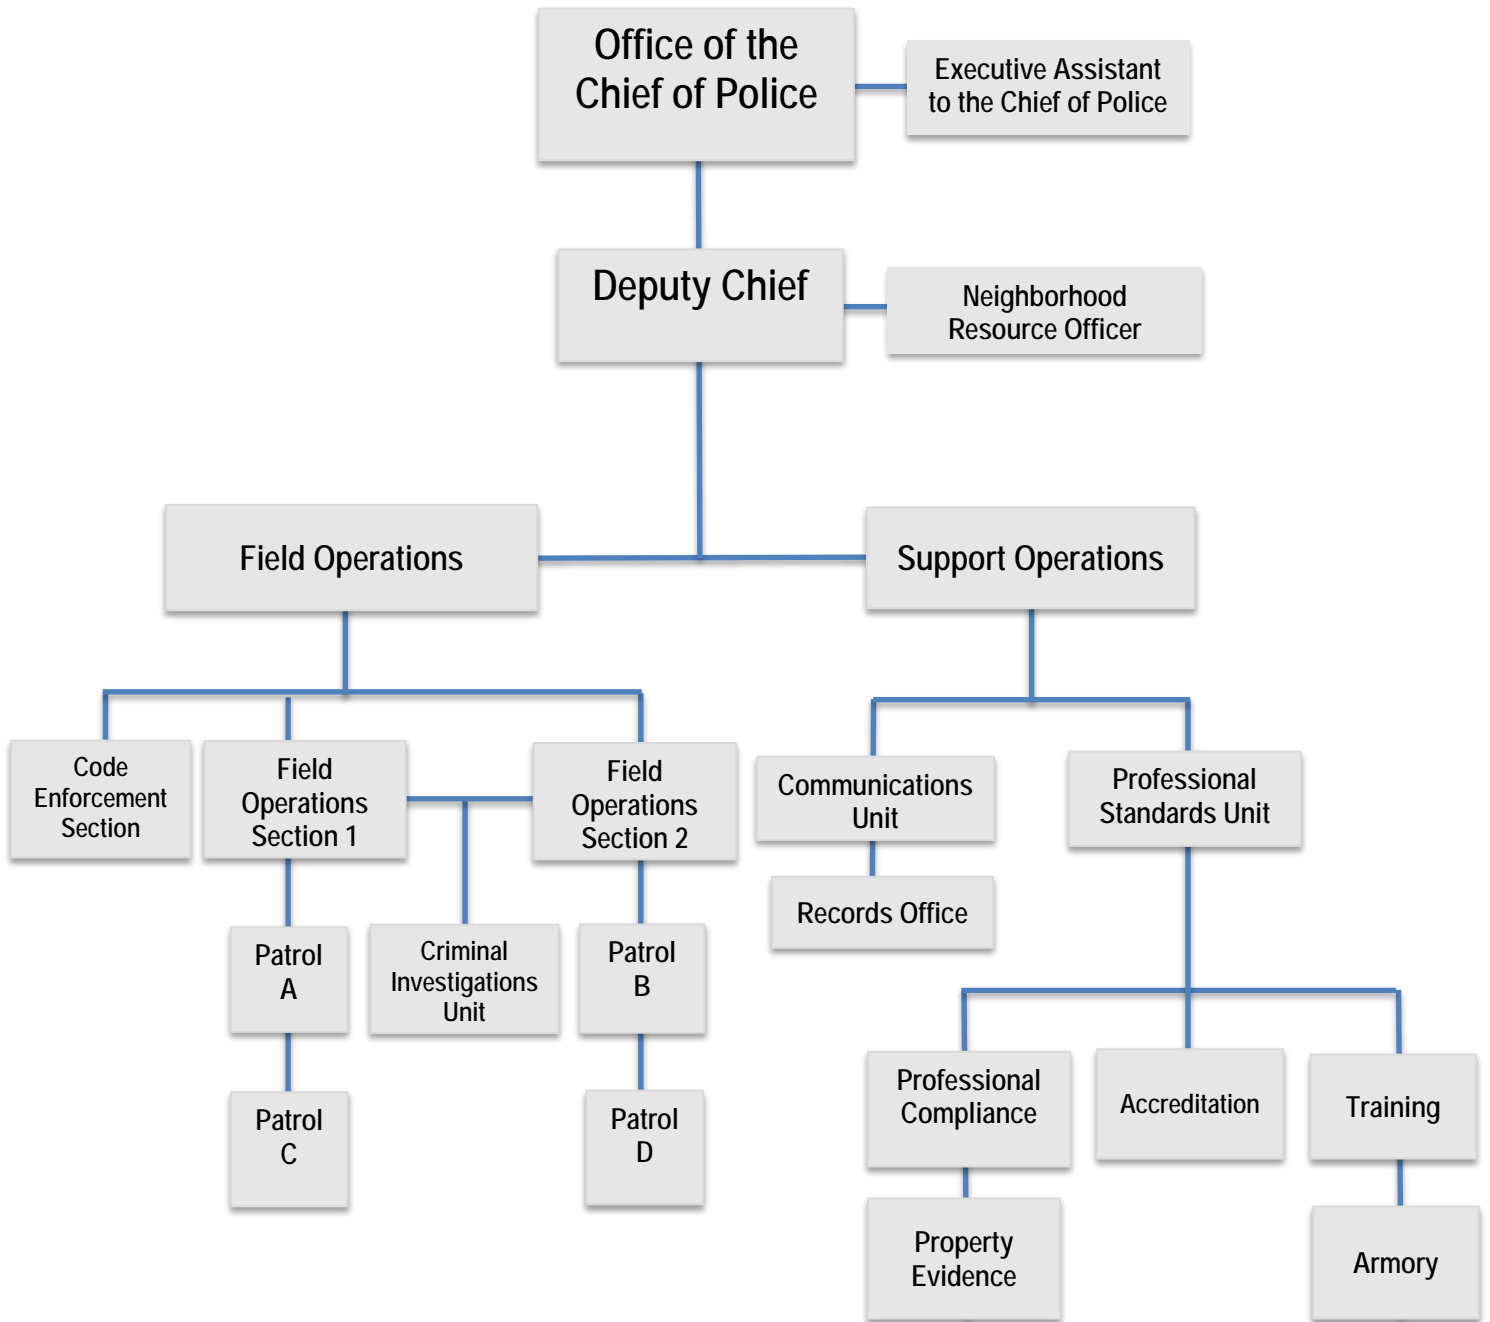 Office of the
Chief of Police
Executive Assistant
to the Chief of Police
Deputy Chief
Neighborhood
Resource Officer
Field Operations
Support Operations
Code
Enforcement
Section
Field
Operations
Section 1
Field
Operations
Section 2
Communications
Unit
Professional
Standards Unit
Records Office
Patrol
A
Criminal
Investigations
Unit
Patrol
B
Patrol
C
Patrol
D
Professional
Compliance
Accreditation
Training
Property
Evidence
Armory